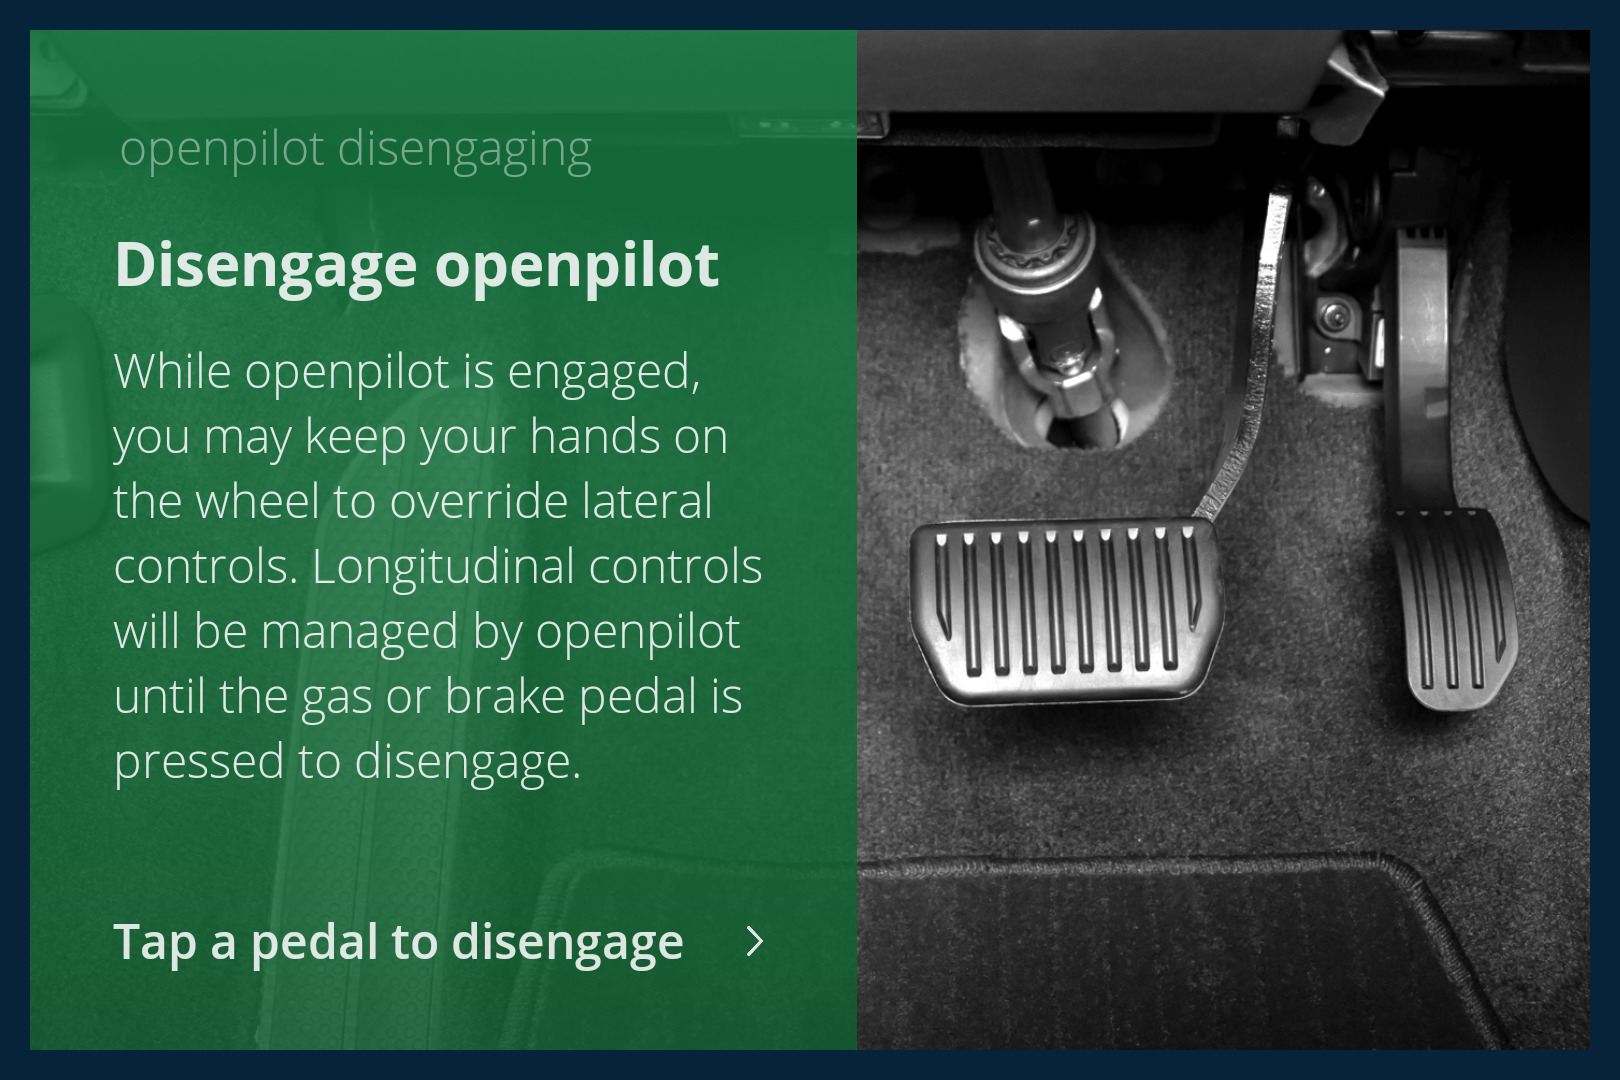 openpilot disengaging
Disengage openpilot
While openpilot is engaged,
you may keep your hands on
the wheel to override lateral
controls. Longitudinal controls
will be managed by openpilot
until the gas or brake pedal is
pressed to disengage.
Tap a pedal to disengage